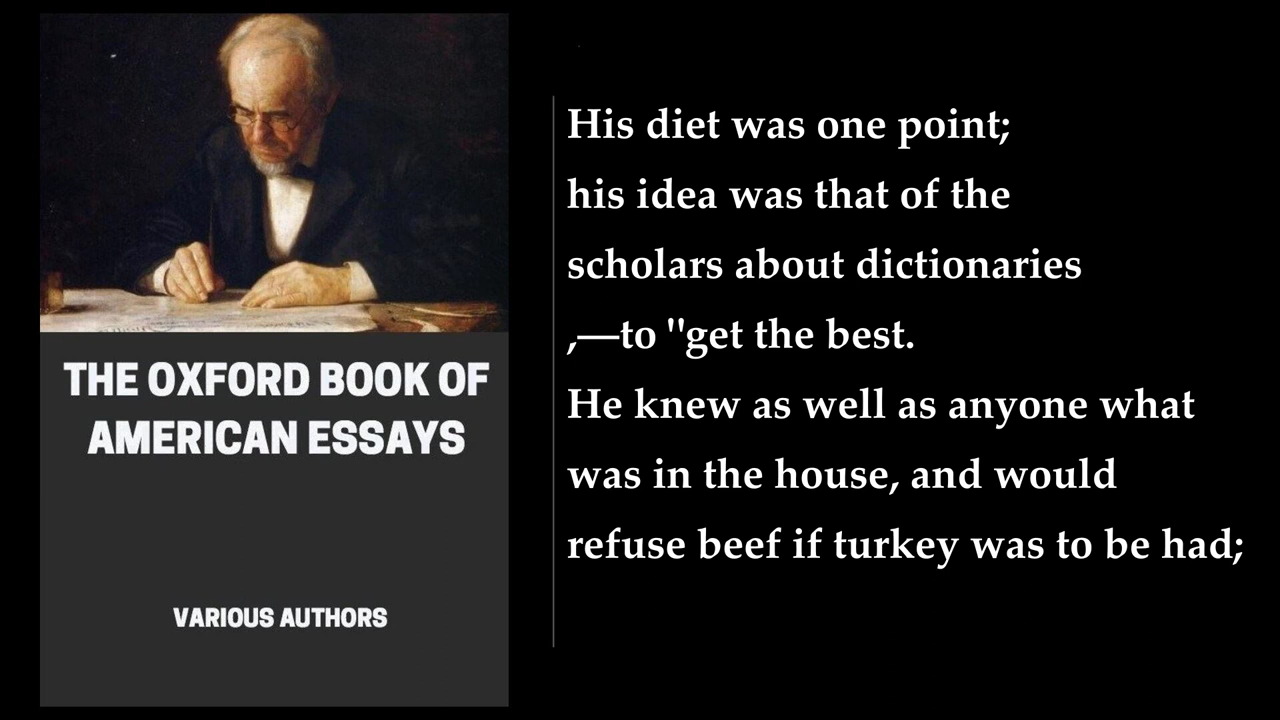 THE OXFORD BOOK OF
AMERICAN ESSAYS
VARIOUS AUTHORS
His diet was one point;
his idea was that of the
scholars about dictionaries
,—to "get the best.
He knew as well as anyone what
was in the house, and would
refuse beef if turkey was to be had;